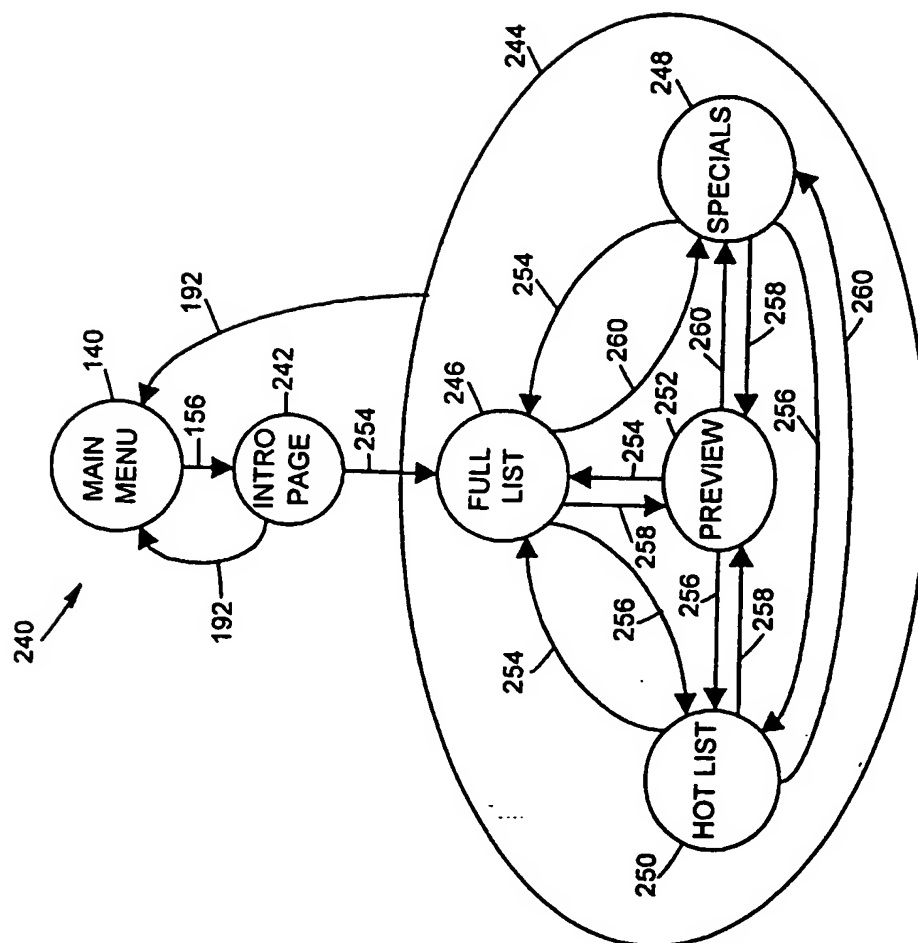 240
192
140
MAIN
MENU
156
192
242
INTRO
PAGE
254
244
246
FULL
LIST
254
254
256
258
254
260
252
248
SPECIALS
260
258
PREVIEW
256
258
250
HOT LIST
256
260